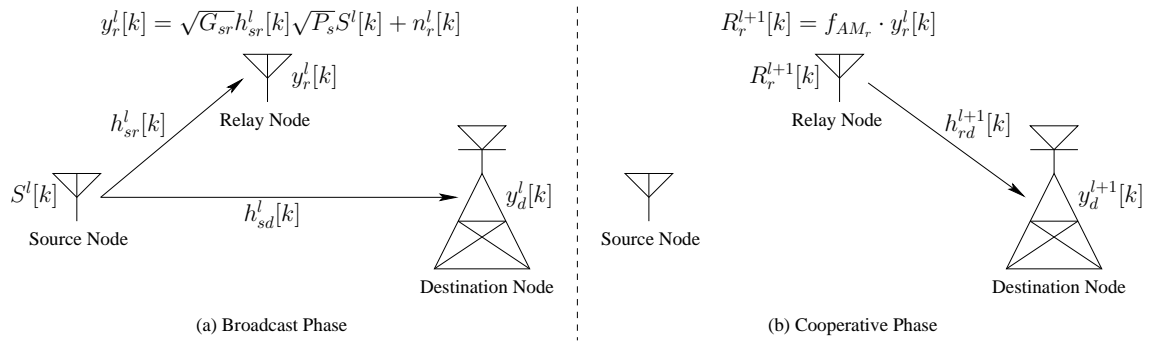 y_r^l[k] = √G_{sr} h_{sr}^l[k] √P_s S^l[k] + n_r^l[k]
y_r^l[k]
Relay Node
h_{sr}^l[k]
S^l[k]
Source Node
h_{sd}^l[k]
y_d^l[k]
Destination Node
(a) Broadcast Phase
R_r^{l+1}[k] = f_{AM_r} · y_r^l[k]
R_r^{l+1}[k]
Relay Node
h_{rd}^{l+1}[k]
Source Node
y_d^{l+1}[k]
Destination Node
(b) Cooperative Phase